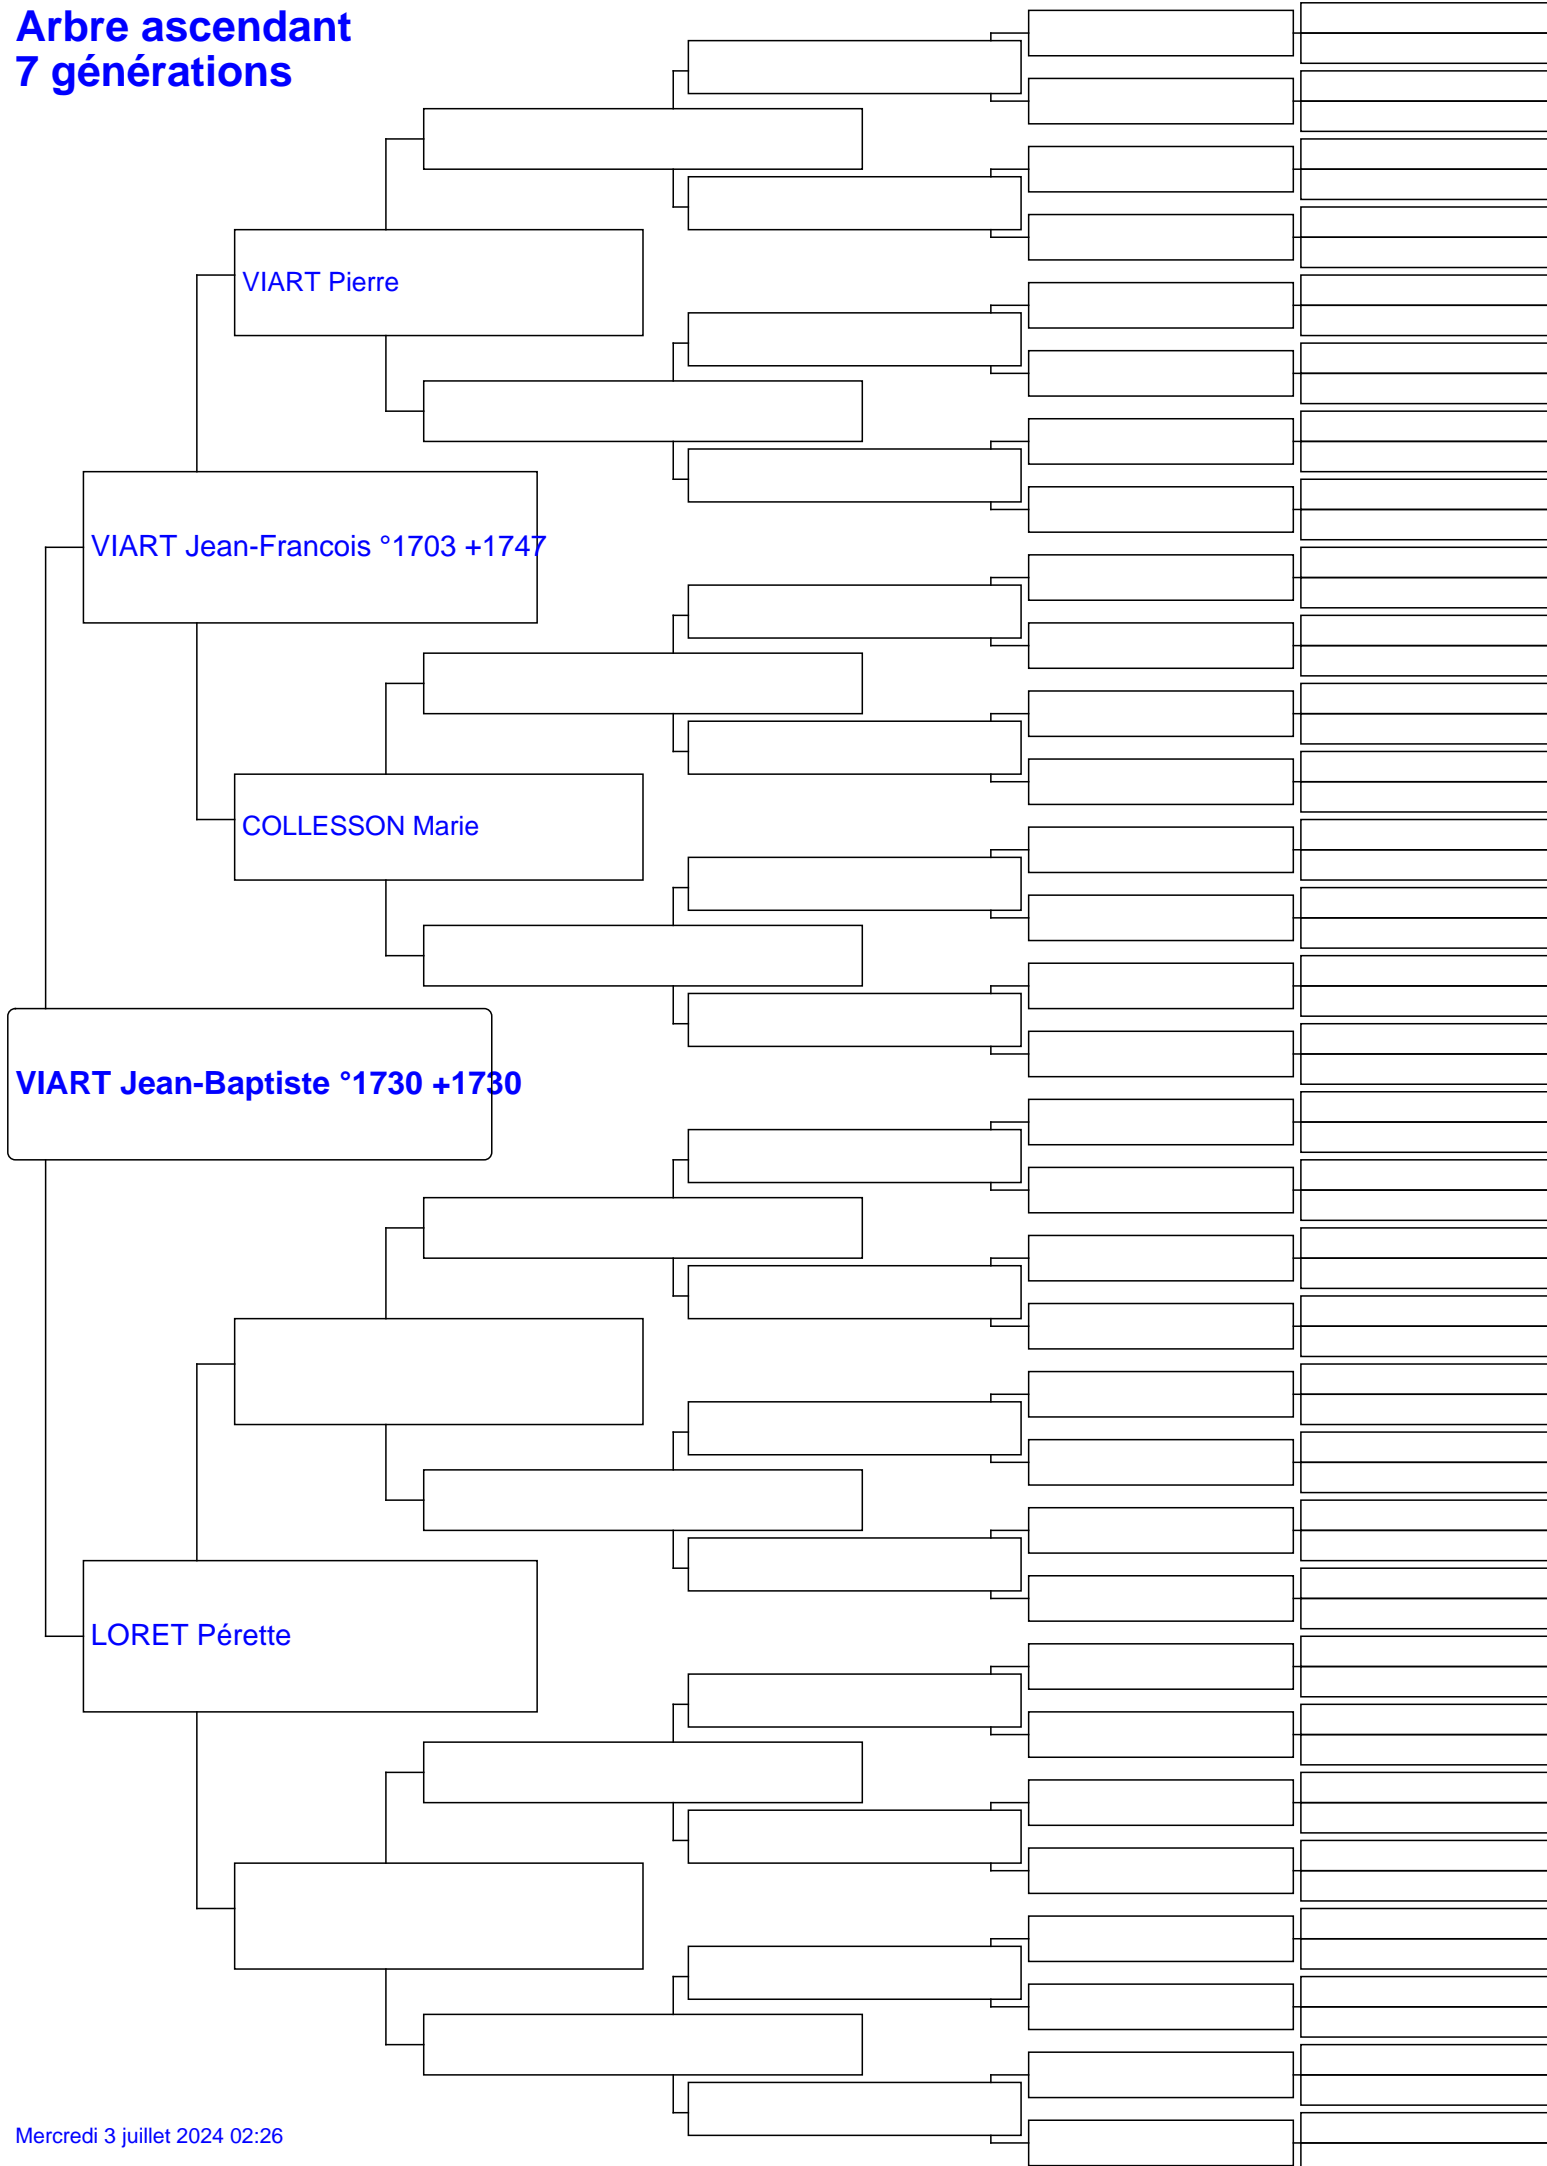 Arbre ascendant
7 générations
VIART Pierre
VIART Jean-Francois °1703 +1747
COLLESSON Marie
VIART Jean-Baptiste °1730 +1730
LORET Pérette
Mercredi 3 juillet 2024 02:26